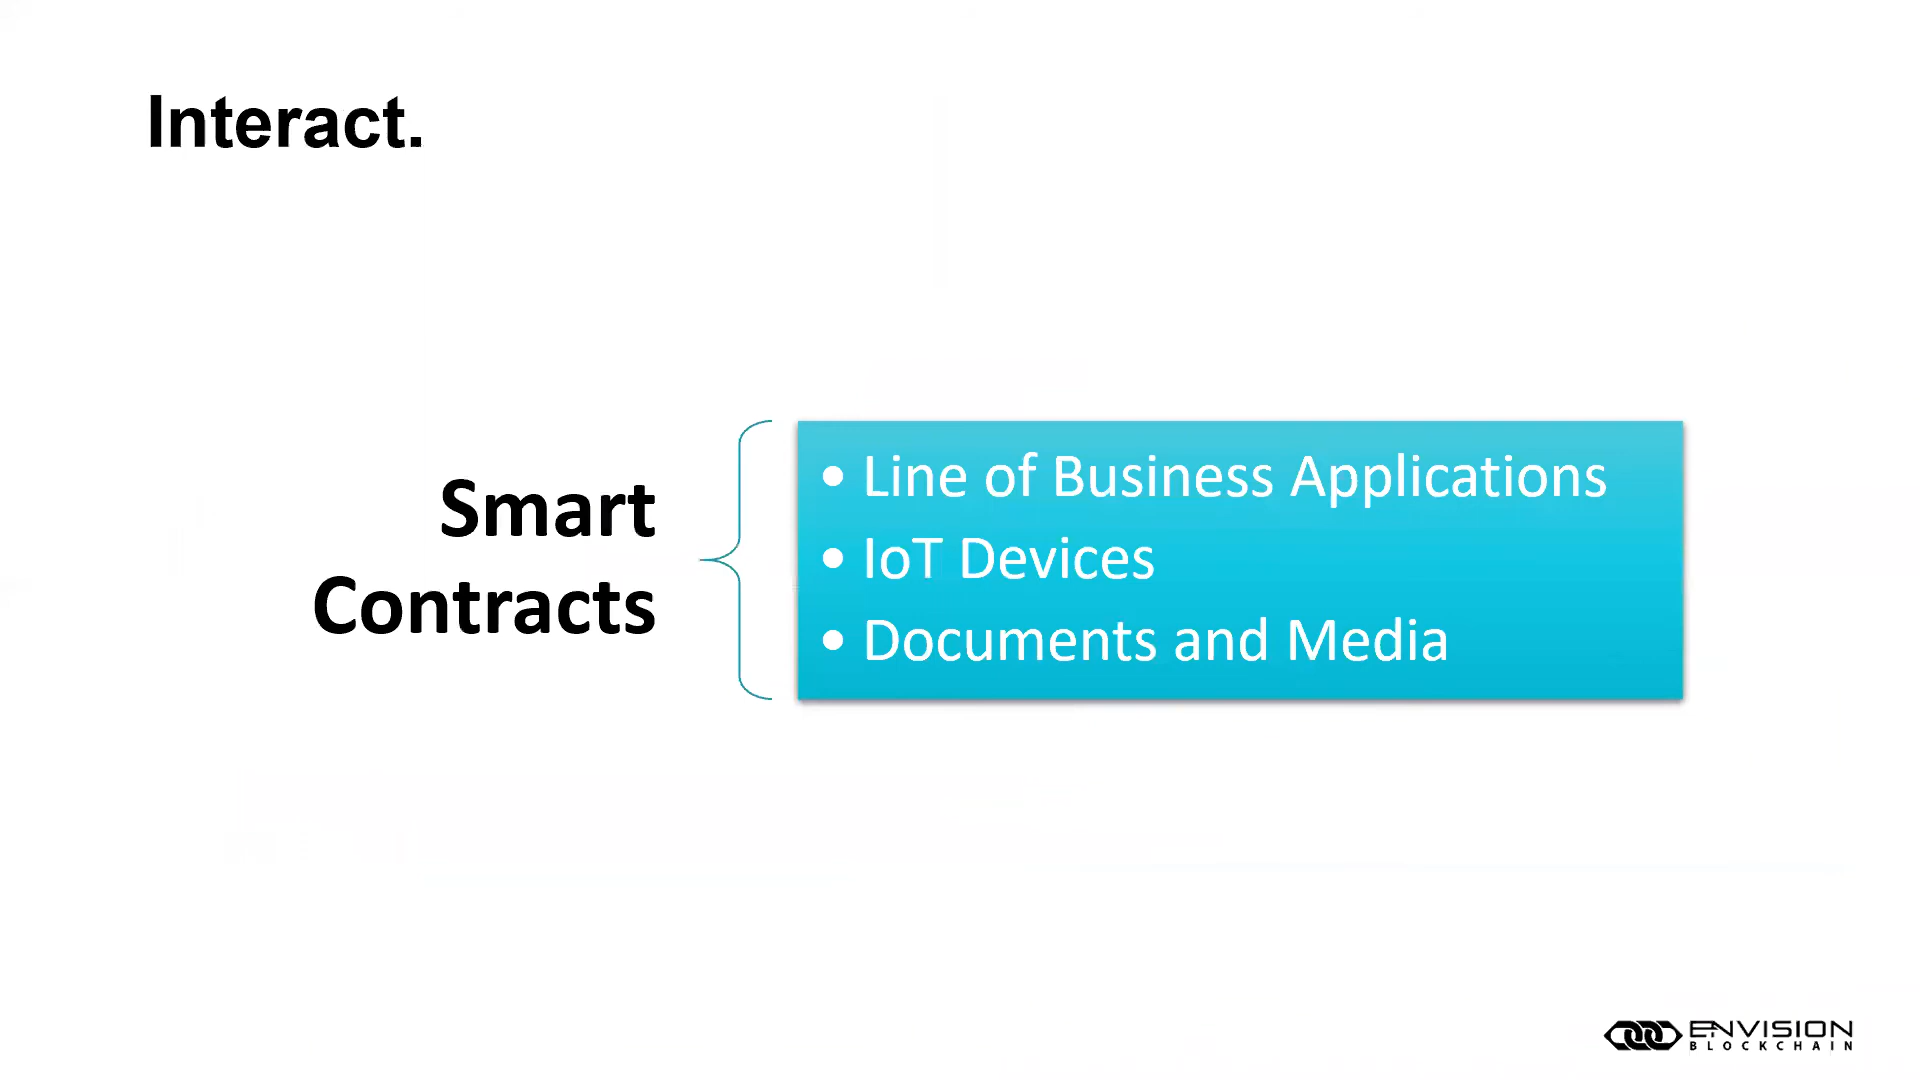 Interact.
Smart
Contracts
• Line of Business Applications
• IoT Devices
• Documents and Media
ENVISION
BLOCKCHAIN